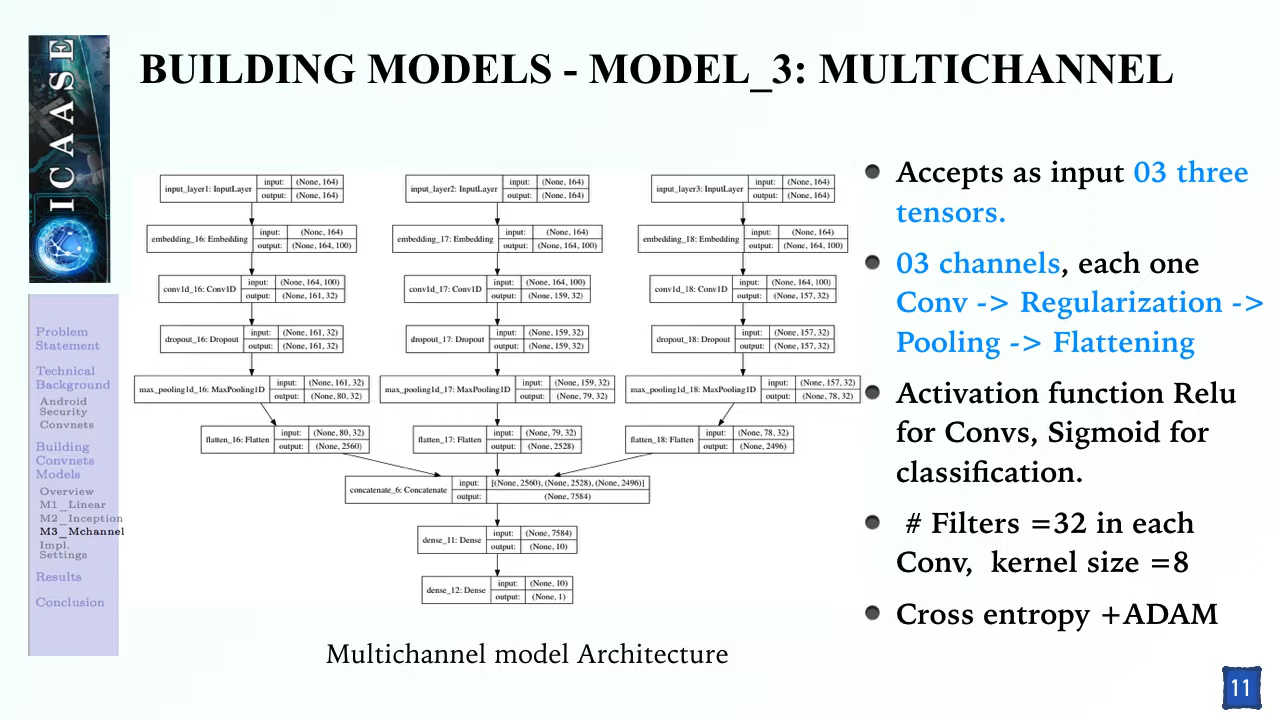 ICAASE
BUILDING MODELS - MODEL_3: MULTICHANNEL
Problem
Statement
Technical
Background
Android
Security
Convnets
Building
Convnets
Models
Overview
M1_Linear
M2_Inception
M3_Mchannel
Impl.
Settings
Results
Conclusion
input_layer1: InputLayer input: (None, 164)
output: (None, 164)
input_layer2: InputLayer input: (None, 164)
output: (None, 164)
input_layer3: InputLayer input: (None, 164)
output: (None, 164)
embedding_16: Embedding input: (None, 164)
output: (None, 164, 100)
embedding_17: Embedding input: (None, 164)
output: (None, 164, 100)
embedding_18: Embedding input: (None, 164)
output: (None, 164, 100)
conv1d_16: Conv1D input: (None, 164, 100)
output: (None, 161, 32)
conv1d_17: Conv1D input: (None, 164, 100)
output: (None, 159, 32)
conv1d_18: Conv1D input: (None, 164, 100)
output: (None, 157, 32)
dropout_16: Dropout input: (None, 161, 32)
output: (None, 161, 32)
dropout_17: Dropout input: (None, 159, 32)
output: (None, 159, 32)
dropout_18: Dropout input: (None, 157, 32)
output: (None, 157, 32)
max_pooling1d_16: MaxPooling1D input: (None, 161, 32)
output: (None, 80, 32)
max_pooling1d_17: MaxPooling1D input: (None, 159, 32)
output: (None, 79, 32)
max_pooling1d_18: MaxPooling1D input: (None, 157, 32)
output: (None, 78, 32)
flatten_16: Flatten input: (None, 80, 32)
output: (None, 2560)
flatten_17: Flatten input: (None, 79, 32)
output: (None, 2528)
flatten_18: Flatten input: (None, 78, 32)
output: (None, 2496)
concatenate_6: Concatenate input: [(None, 2560), (None, 2528), (None, 2496)]
output: (None, 7584)
dense_11: Dense input: (None, 7584)
output: (None, 10)
dense_12: Dense input: (None, 10)
output: (None, 1)
Multichannel model Architecture
Accepts as input 03 three
tensors.
03 channels, each one
Conv -> Regularization ->
Pooling -> Flattening
Activation function Relu
for Convs, Sigmoid for
classification.
# Filters =32 in each
Conv, kernel size =8
Cross entropy +ADAM
11